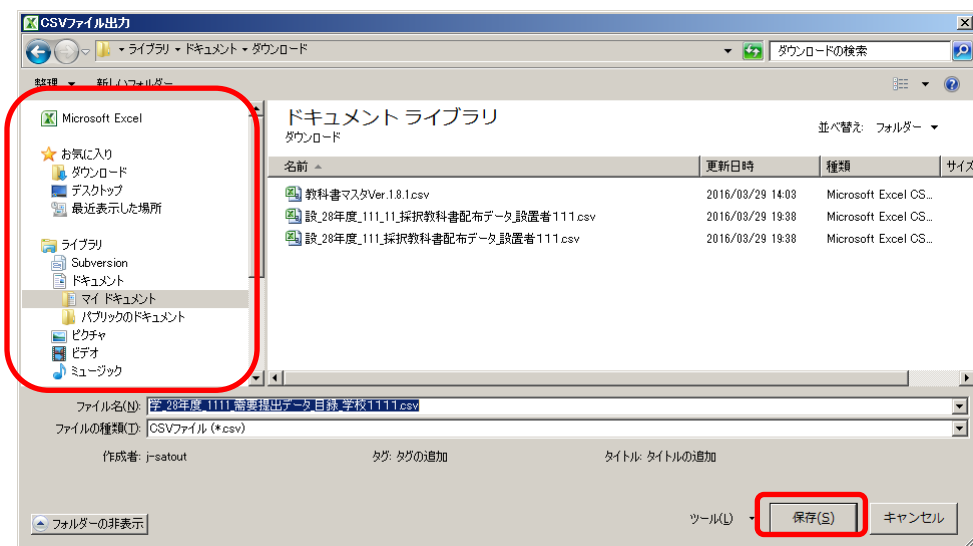 CSVファイル出力
ライブラリ ▾ ドキュメント ▾ ダウンロード
ダウンロードの検索
整理 新しいフォルダー
Microsoft Excel
お気に入り
ダウンロード
デスクトップ
最近表示した場所
ライブラリ
Subversion
ドキュメント
マイ ドキュメント
パブリックのドキュメント
ピクチャ
ビデオ
ミュージック
ドキュメント ライブラリ
ダウンロード
並べ替え: フォルダー
名前 更新日時 種類 サイズ
教科書マスタVer.1.8.1.csv 2016/03/29 14:03 Microsoft Excel CS...
設_28年度_111_11_採択教科書配布データ_設置者111.csv 2016/03/29 19:38 Microsoft Excel CS...
設_28年度_111_採択教科書配布データ_設置者111.csv 2016/03/29 19:38 Microsoft Excel CS...
ファイル名(N): 学_28年度_1111_需要提出データ_目録_学校1111.csv
ファイルの種類(T): CSVファイル (*.csv)
作成者: j-satout タグ: タグの追加 タイトル: タイトルの追加
フォルダーの非表示 ツール(L) 保存(S) キャンセル